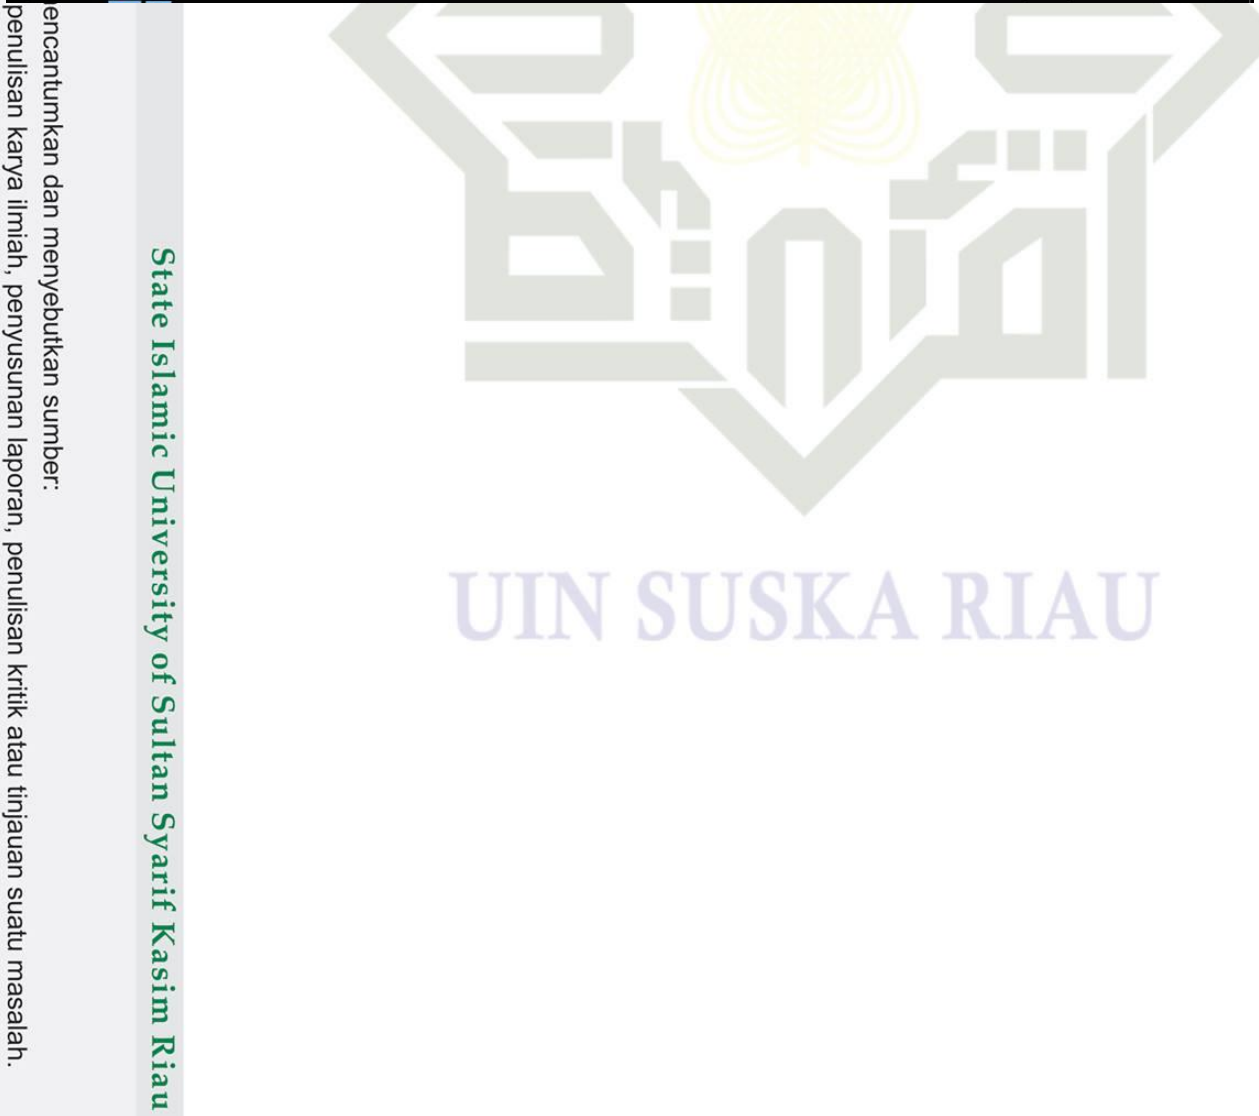 encantumkan dan menyebutkan sumber:
penulisan karya ilmiah, penyusunan laporan, penulisan kritik atau tinjauan suatu masalah.
State Islamic University of Sultan Syarif Kasim Riau
UIN SUSKA RIAU